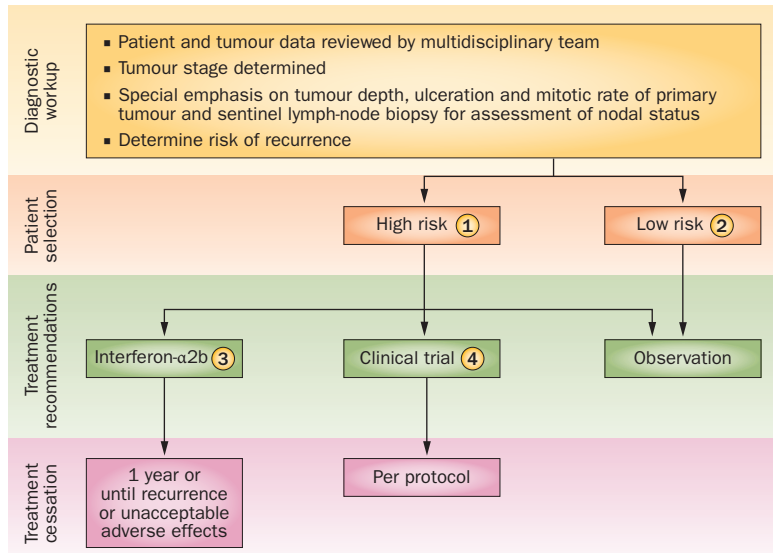 Diagnostic
workup
▪ Patient and tumour data reviewed by multidisciplinary team
▪ Tumour stage determined
▪ Special emphasis on tumour depth, ulceration and mitotic rate of primary
tumour and sentinel lymph-node biopsy for assessment of nodal status
▪ Determine risk of recurrence
Patient
selection
High risk 1
Low risk 2
Treatment
recommendations
Interferon-α2b 3
Clinical trial 4
Observation
Treatment
cessation
1 year or
until recurrence
or unacceptable
adverse effects
Per protocol